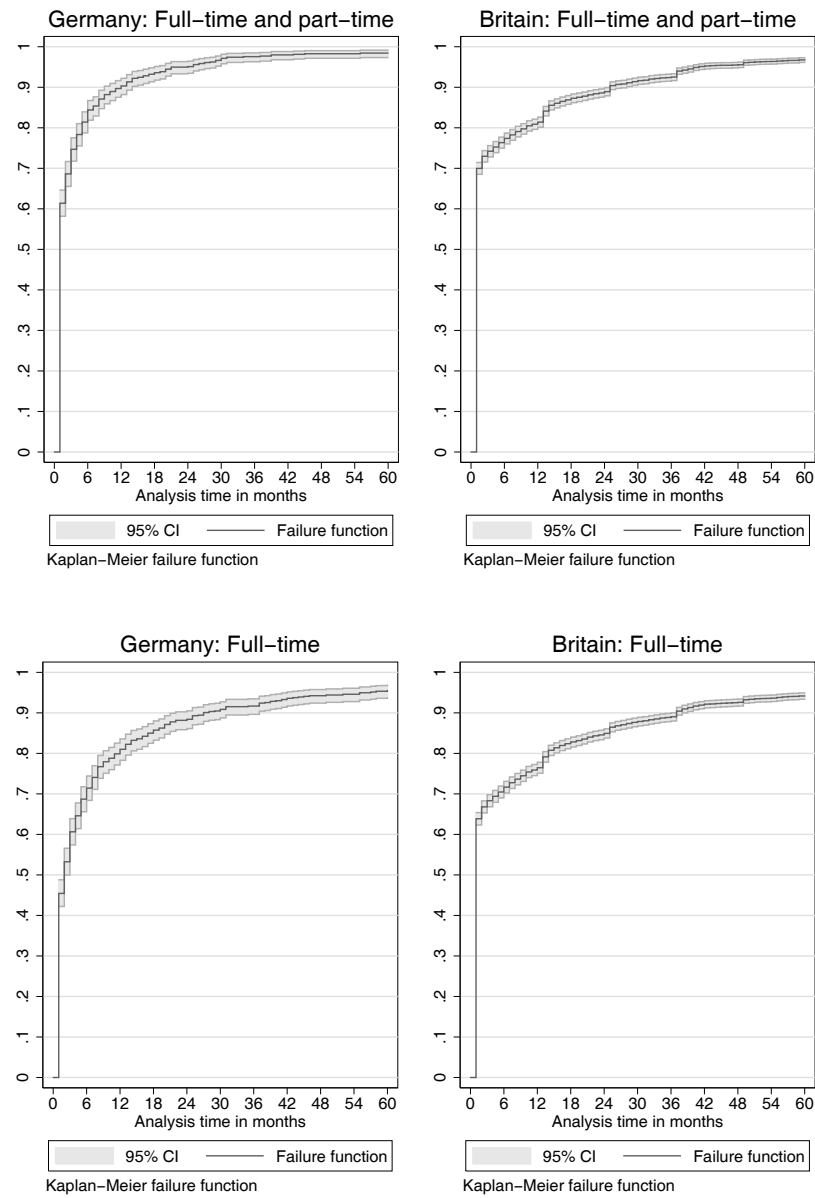 Germany: Full−time and part−time
1
.9
.8
.7
.6
.5
.4
.3
.2
.1
0
0 6 12 18 24 30 36 42 48 54 60
Analysis time in months
95% CI Failure function
Kaplan−Meier failure function
Britain: Full−time and part−time
1
.9
.8
.7
.6
.5
.4
.3
.2
.1
0
0 6 12 18 24 30 36 42 48 54 60
Analysis time in months
95% CI Failure function
Kaplan−Meier failure function
Germany: Full−time
1
.9
.8
.7
.6
.5
.4
.3
.2
.1
0
0 6 12 18 24 30 36 42 48 54 60
Analysis time in months
95% CI Failure function
Kaplan−Meier failure function
Britain: Full−time
1
.9
.8
.7
.6
.5
.4
.3
.2
.1
0
0 6 12 18 24 30 36 42 48 54 60
Analysis time in months
95% CI Failure function
Kaplan−Meier failure function